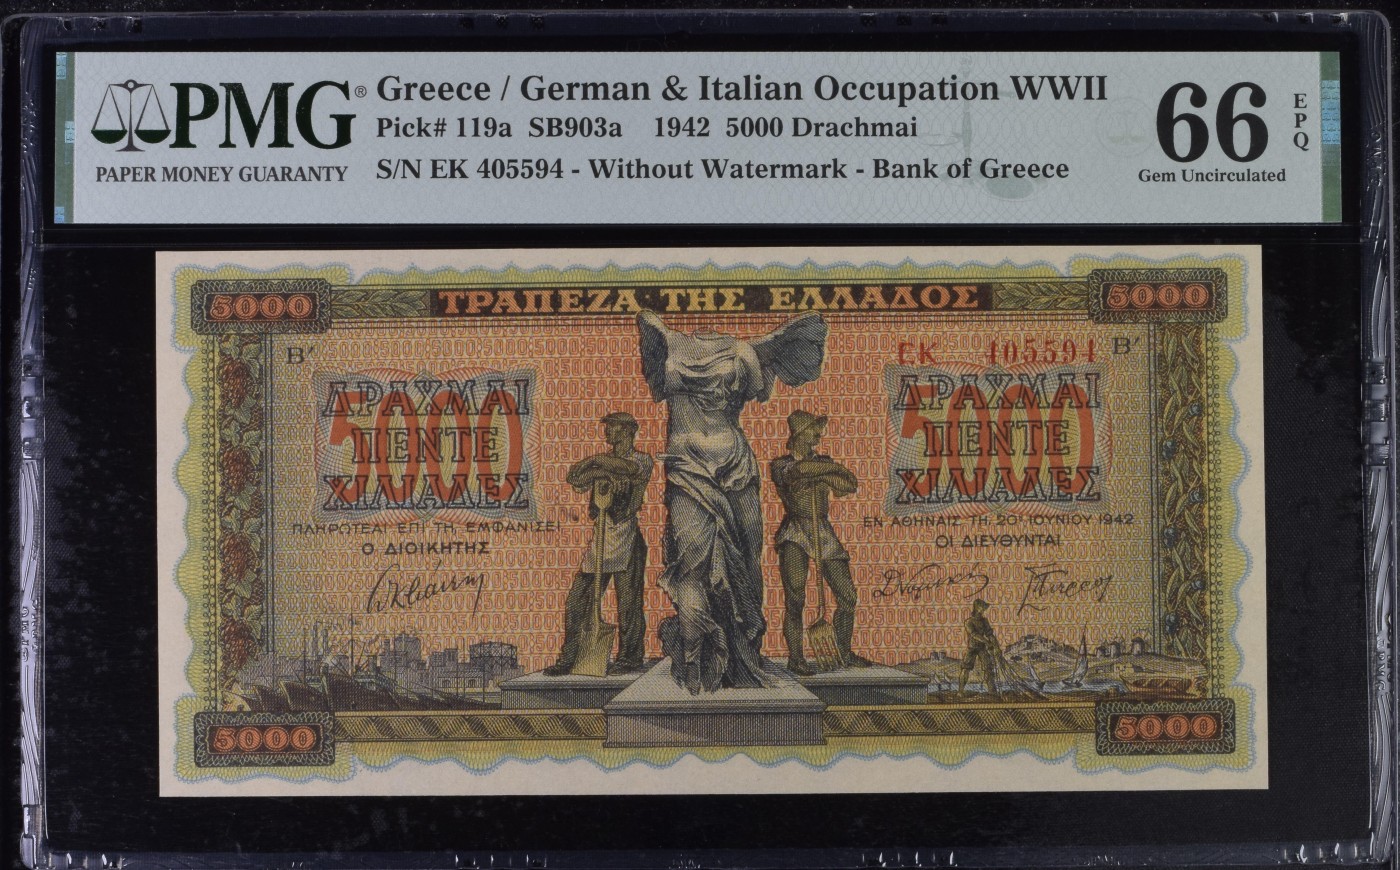 PMG®
PAPER MONEY GUARANTY
Greece / German & Italian Occupation WWII
Pick# 119a SB903a 1942 5000 Drachmai
S/N EK 405594 - Without Watermark - Bank of Greece
66
EPQ
Gem Uncirculated
5000
ΤΡΑΠΕΖΑ ΤΗΣ ΕΛΛΑΔΟΣ
5000
Β′
ΕΚ 405594 Β′
5000
ΔΡΑΧΜΑΙ
ΠΕΝΤΕ
ΧΙΛΙΑΔΕΣ
5000
ΔΡΑΧΜΑΙ
ΠΕΝΤΕ
ΧΙΛΙΑΔΕΣ
ΠΛΗΡΩΤΕΑΙ ΕΠΙ ΤΗ ΕΜΦΑΝΙΣΕΙ
Ο ΔΙΟΙΚΗΤΗΣ
ΕΝ ΑΘΗΝΑΙΣ ΤΗ 20ῃ ΙΟΥΝΙΟΥ 1942
ΟΙ ΔΙΕΥΘΥΝΤΑΙ
5000
5000